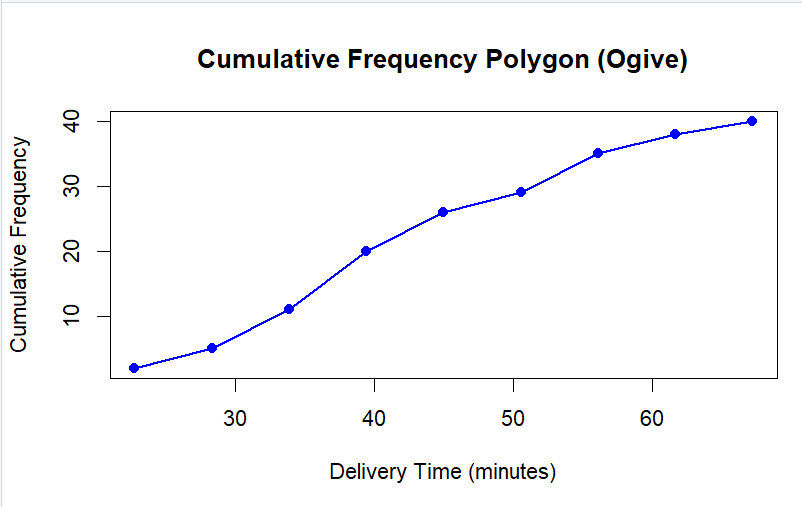 Cumulative Frequency Polygon (Ogive)
Cumulative Frequency
40
30
20
10
30 40 50 60
Delivery Time (minutes)